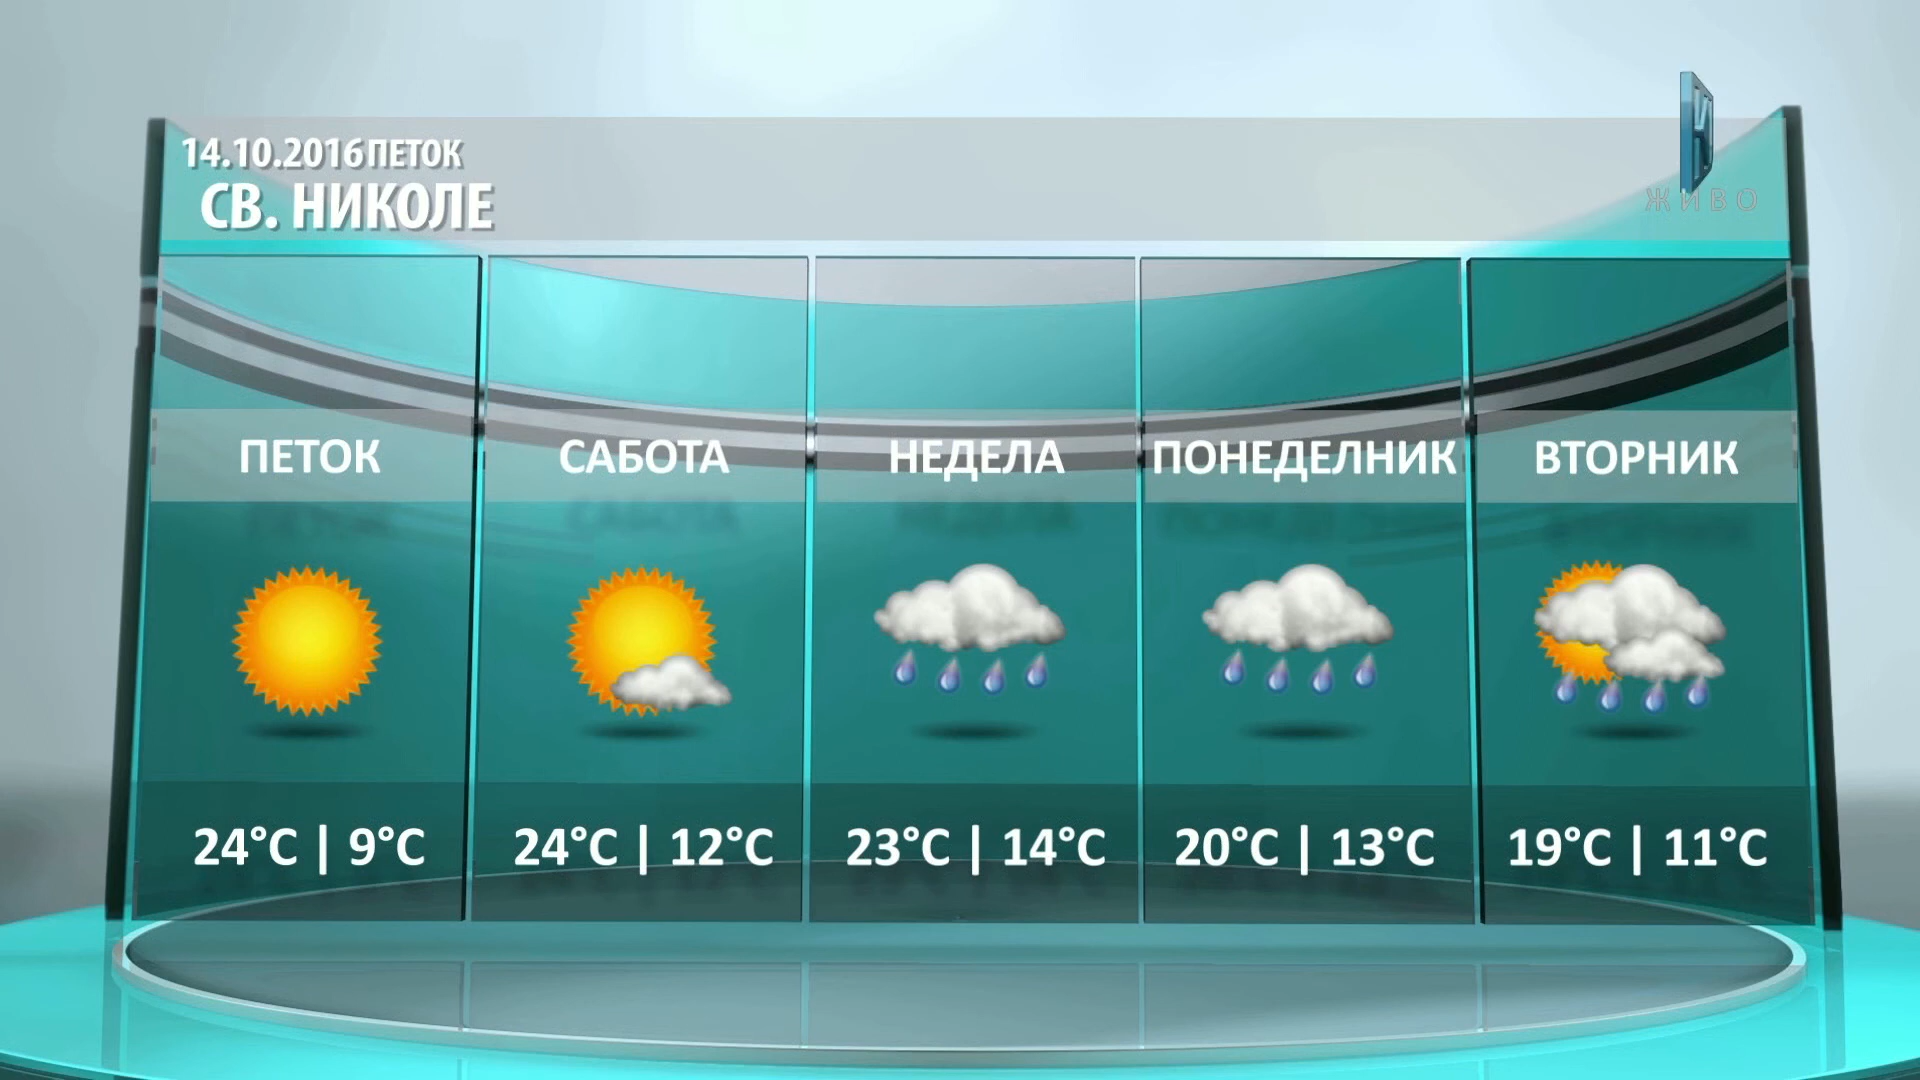 14.10.2016 ПЕТОК
СВ. НИКОЛЕ
ЖИВО
ПЕТОК
САБОТА
НЕДЕЛА
ПОНЕДЕЛНИК
ВТОРНИК
24°C | 9°C
24°C | 12°C
23°C | 14°C
20°C | 13°C
19°C | 11°C